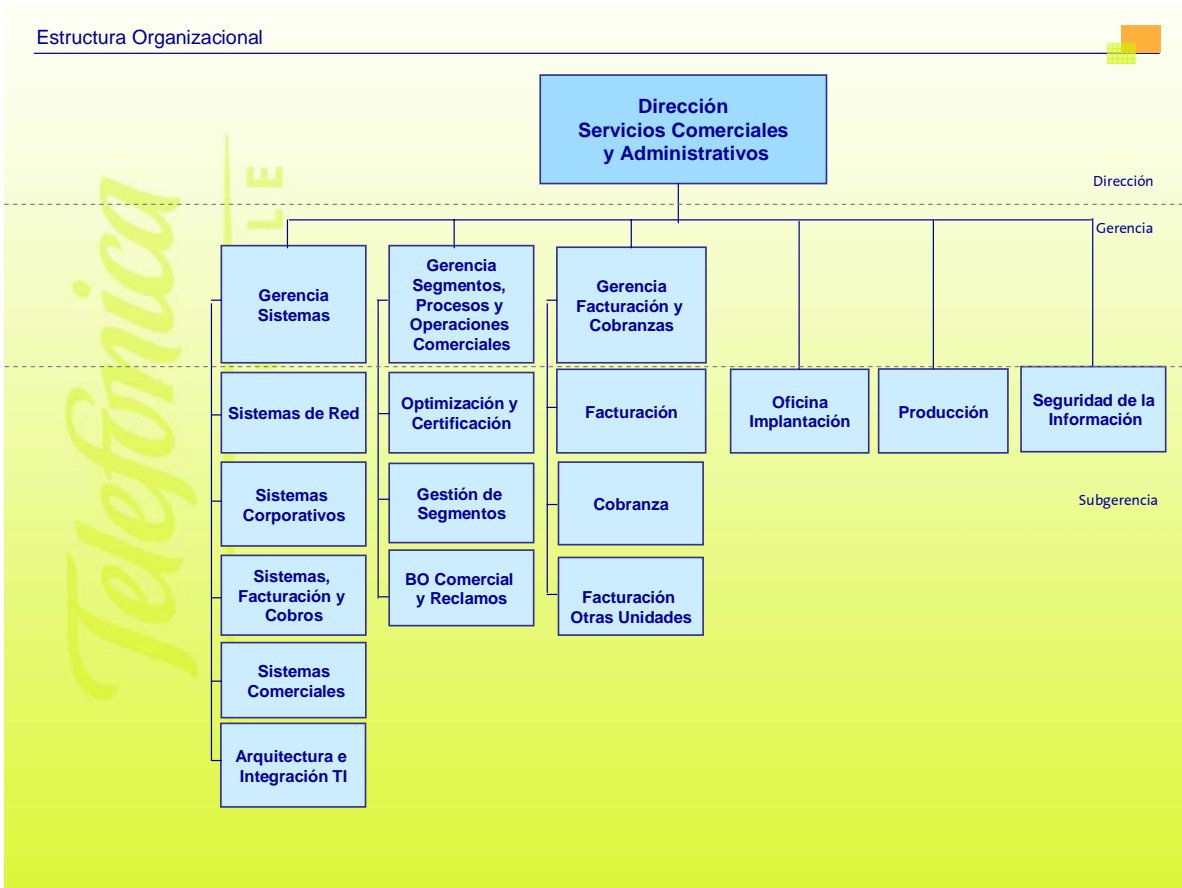 Estructura Organizacional
Dirección
Servicios Comerciales
y Administrativos
Dirección
Gerencia
Gerencia
Sistemas
Gerencia
Segmentos,
Procesos y
Operaciones
Comerciales
Gerencia
Facturación y
Cobranzas
Sistemas de Red
Optimización y
Certificación
Facturación
Oficina
Implantación
Producción
Seguridad de la
Información
Sistemas
Corporativos
Gestión de
Segmentos
Cobranza
Subgerencia
Sistemas,
Facturación y
Cobros
BO Comercial
y Reclamos
Facturación
Otras Unidades
Sistemas
Comerciales
Arquitectura e
Integración TI
Telefónica